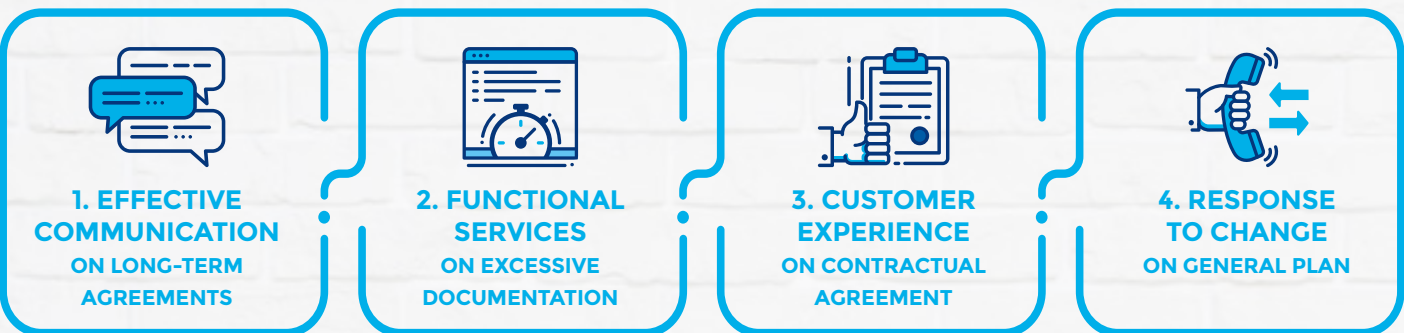 1. EFFECTIVE
COMMUNICATION
ON LONG-TERM
AGREEMENTS
2. FUNCTIONAL
SERVICES
ON EXCESSIVE
DOCUMENTATION
3. CUSTOMER
EXPERIENCE
ON CONTRACTUAL
AGREEMENT
4. RESPONSE
TO CHANGE
ON GENERAL PLAN